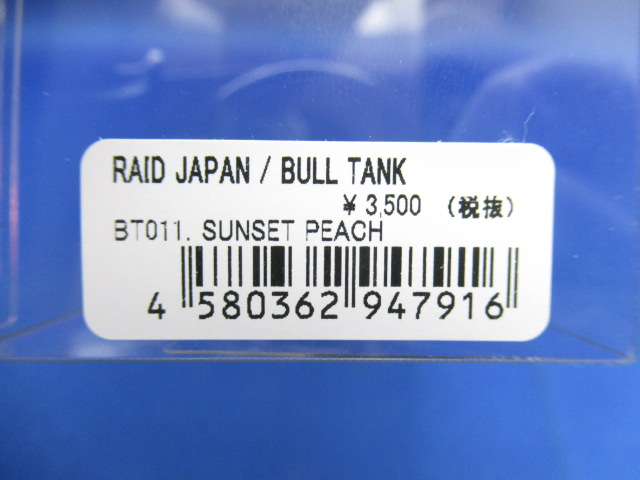 RAID JAPAN / BULL TANK
¥ 3,500 (税抜)
BT011. SUNSET PEACH
4 580362 947916